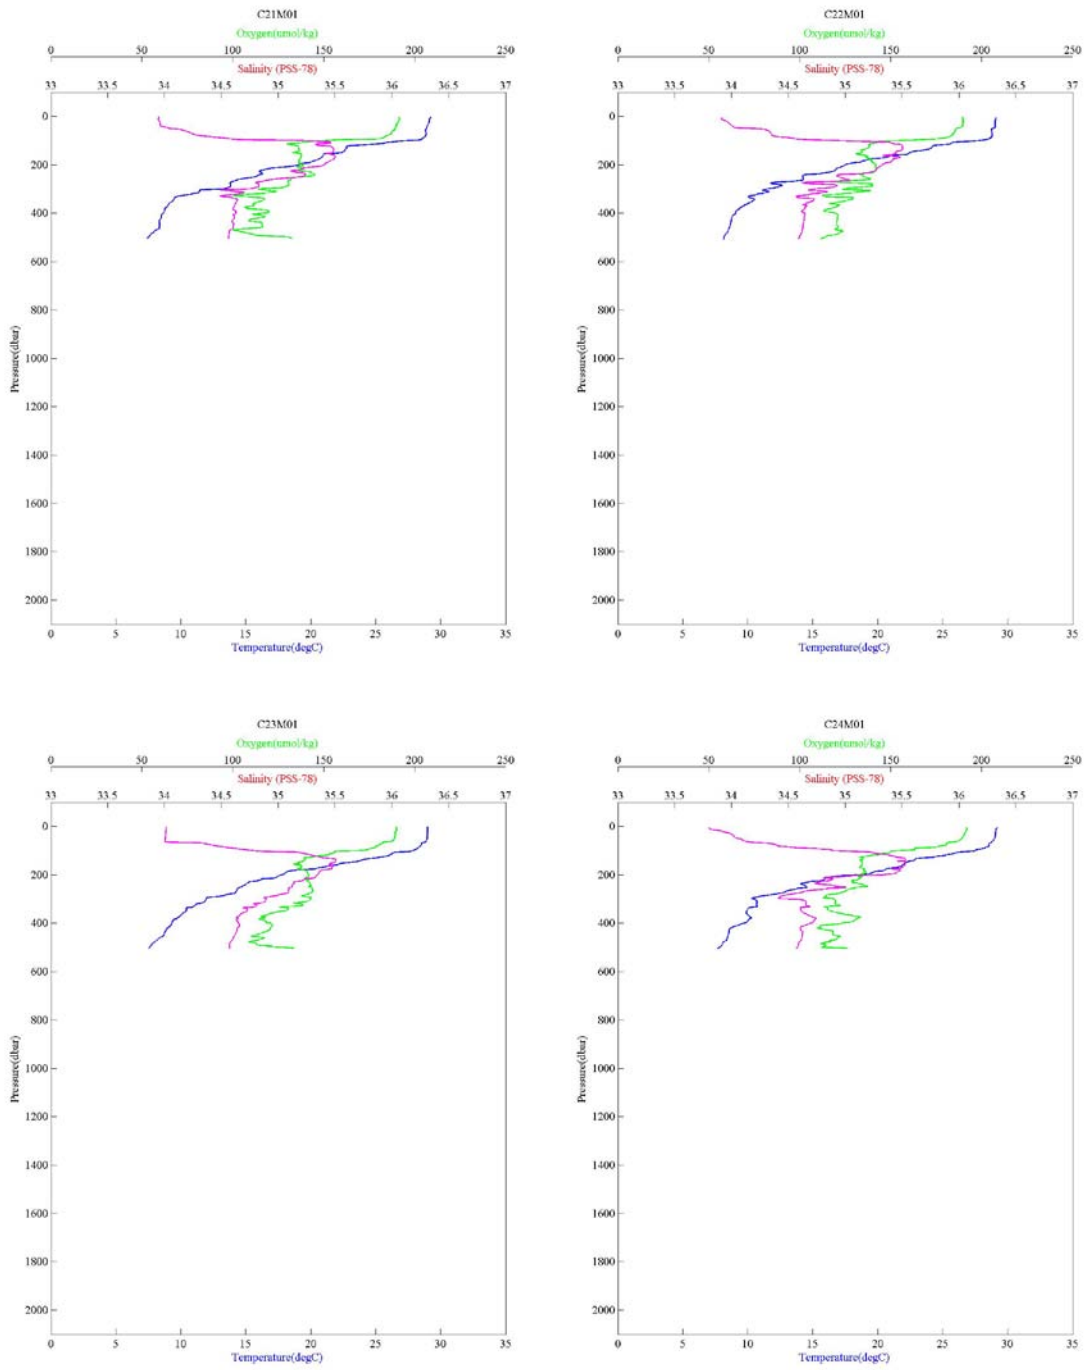 C21M01
Oxygen(umol/kg)
0 50 100 150 200 250
Salinity (PSS-78)
33 33.5 34 34.5 35 35.5 36 36.5 37
0
200
400
600
800
1000
1200
1400
1600
1800
2000
Pressure(dbar)
0 5 10 15 20 25 30 35
Temperature(degC)
C22M01
Oxygen(umol/kg)
0 50 100 150 200 250
Salinity (PSS-78)
33 33.5 34 34.5 35 35.5 36 36.5 37
0
200
400
600
800
1000
1200
1400
1600
1800
2000
Pressure(dbar)
0 5 10 15 20 25 30 35
Temperature(degC)
C23M01
Oxygen(umol/kg)
0 50 100 150 200 250
Salinity (PSS-78)
33 33.5 34 34.5 35 35.5 36 36.5 37
0
200
400
600
800
1000
1200
1400
1600
1800
2000
Pressure(dbar)
0 5 10 15 20 25 30 35
Temperature(degC)
C24M01
Oxygen(umol/kg)
0 50 100 150 200 250
Salinity (PSS-78)
33 33.5 34 34.5 35 35.5 36 36.5 37
0
200
400
600
800
1000
1200
1400
1600
1800
2000
Pressure(dbar)
0 5 10 15 20 25 30 35
Temperature(degC)